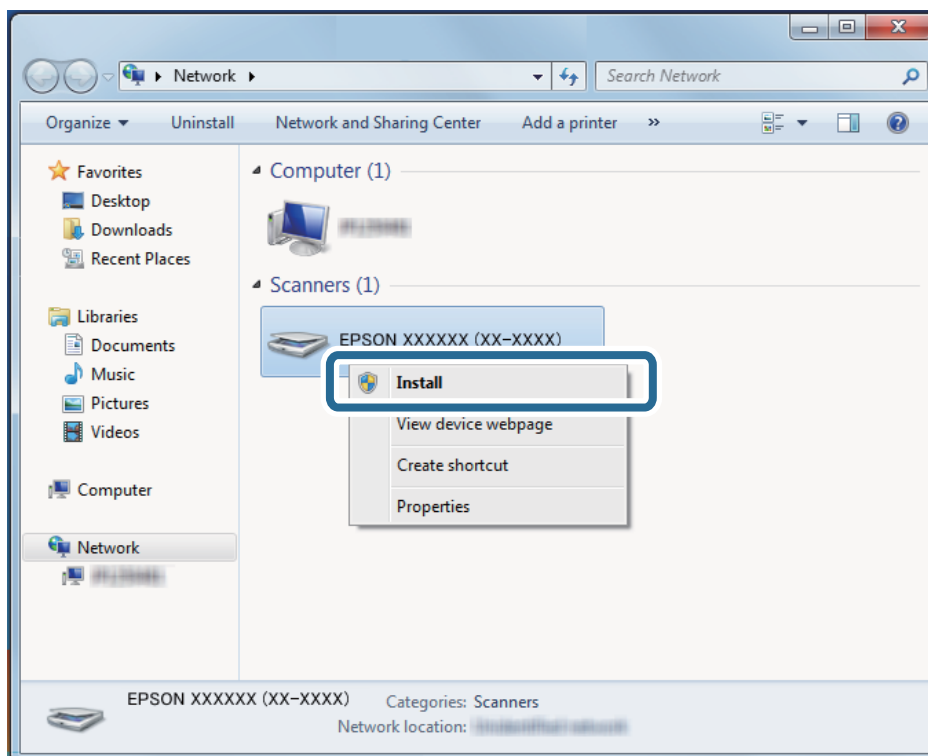 Network
Search Network
Organize Uninstall Network and Sharing Center Add a printer »
Favorites
Desktop
Downloads
Recent Places
Libraries
Documents
Music
Pictures
Videos
Computer
Network
Computer (1)
Scanners (1)
EPSON XXXXXX (XX-XXXX)
Install
View device webpage
Create shortcut
Properties
EPSON XXXXXX (XX-XXXX) Categories: Scanners
Network location: